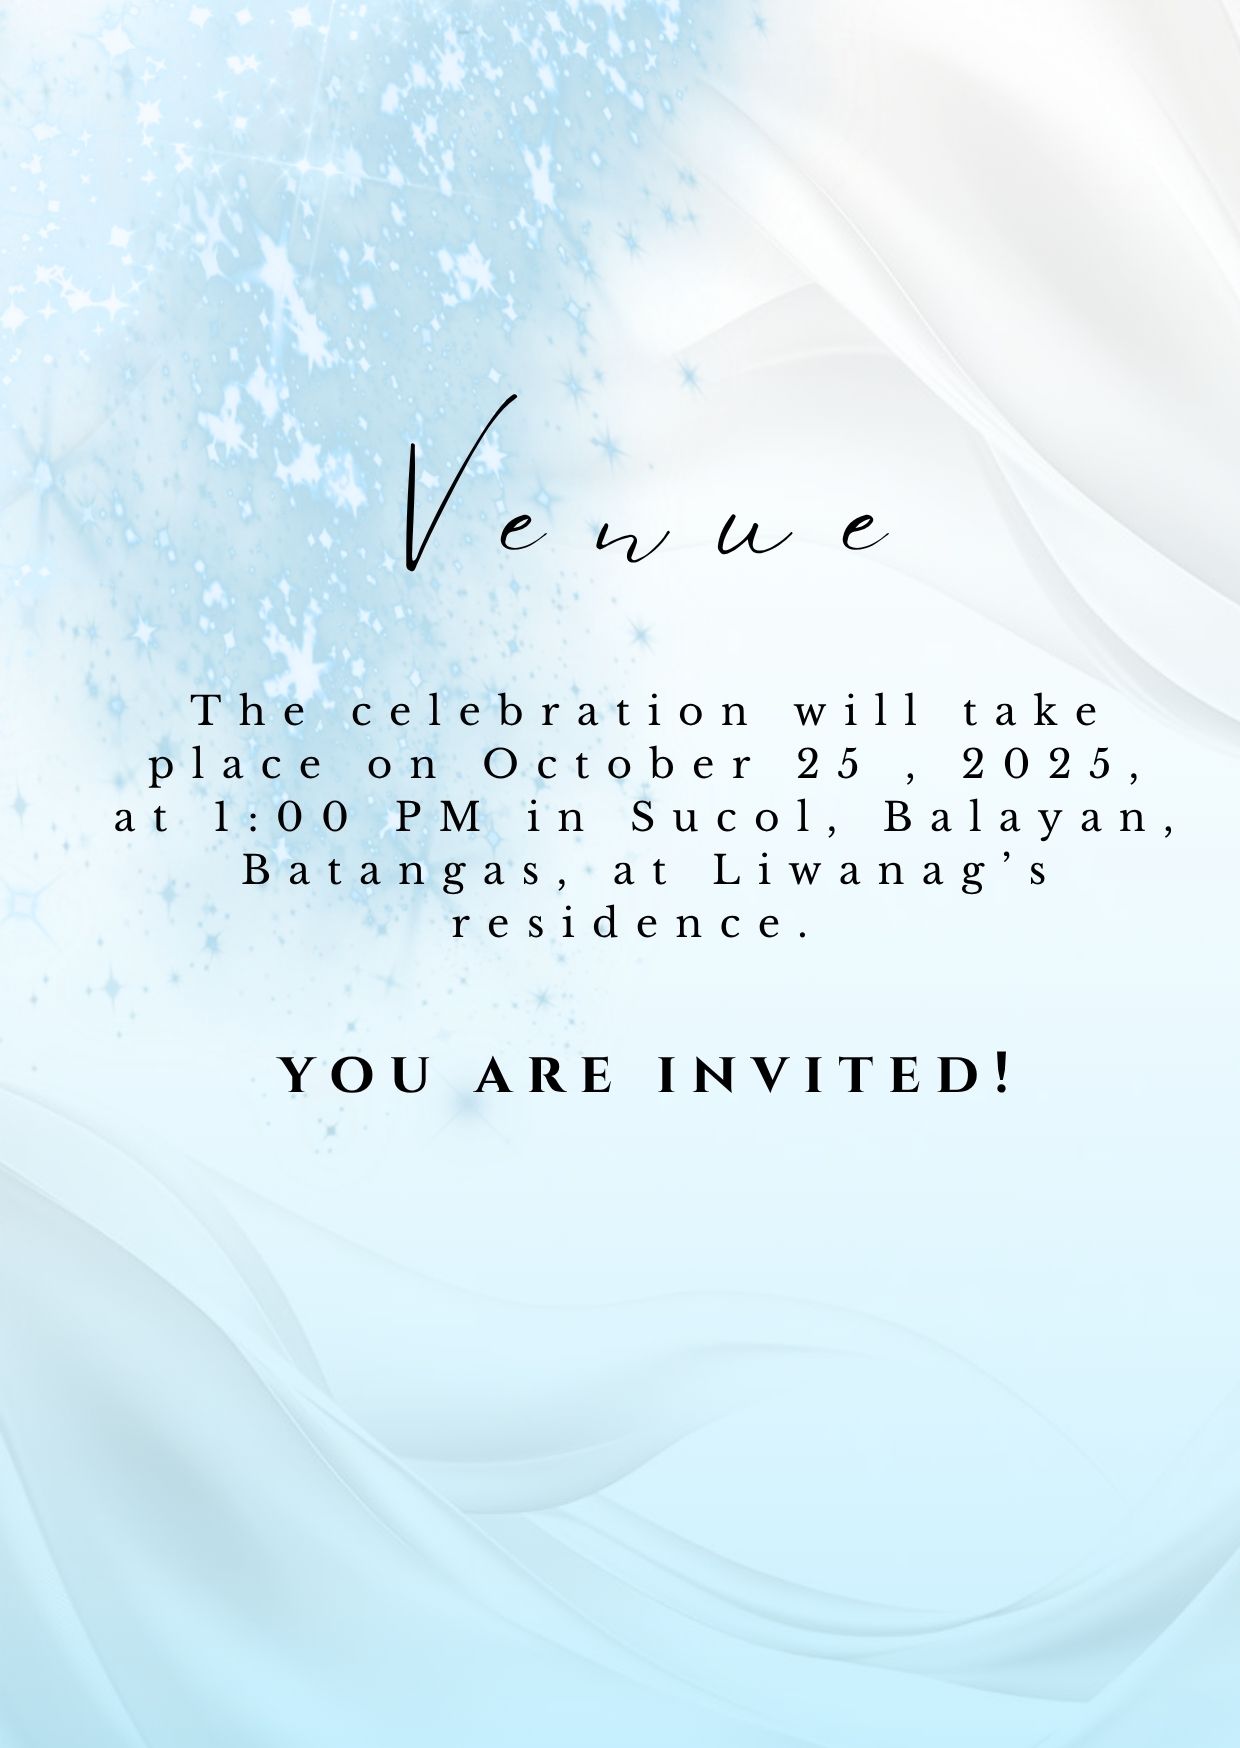 Venue
The celebration will take
place on October 25 , 2025,
at 1:00 PM in Sucol, Balayan,
Batangas, at Liwanag’s
residence.
YOU ARE INVITED!